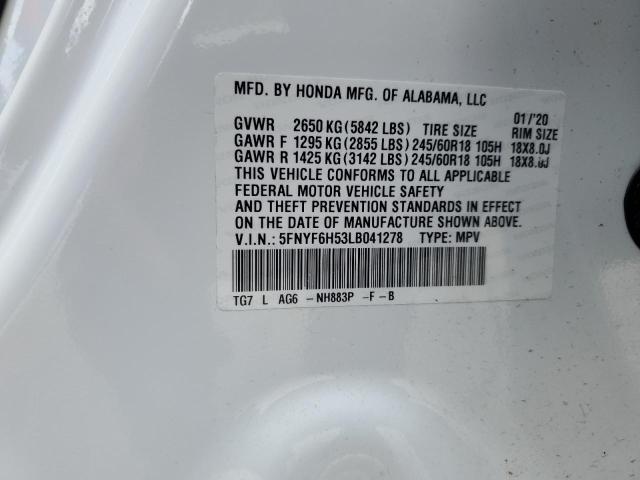 MFD. BY HONDA MFG. OF ALABAMA, LLC
01/'20
GVWR 2650 KG (5842 LBS) TIRE SIZE RIM SIZE
GAWR F 1295 KG (2855 LBS) 245/60R18 105H 18X8.0J
GAWR R 1425 KG (3142 LBS) 245/60R18 105H 18X8.0J
THIS VEHICLE CONFORMS TO ALL APPLICABLE
FEDERAL MOTOR VEHICLE SAFETY
AND THEFT PREVENTION STANDARDS IN EFFECT
ON THE DATE OF MANUFACTURE SHOWN ABOVE.
V.I.N.: 5FNYF6H53LB041278 TYPE: MPV
TG7 L AG6 -NH883P -F-B